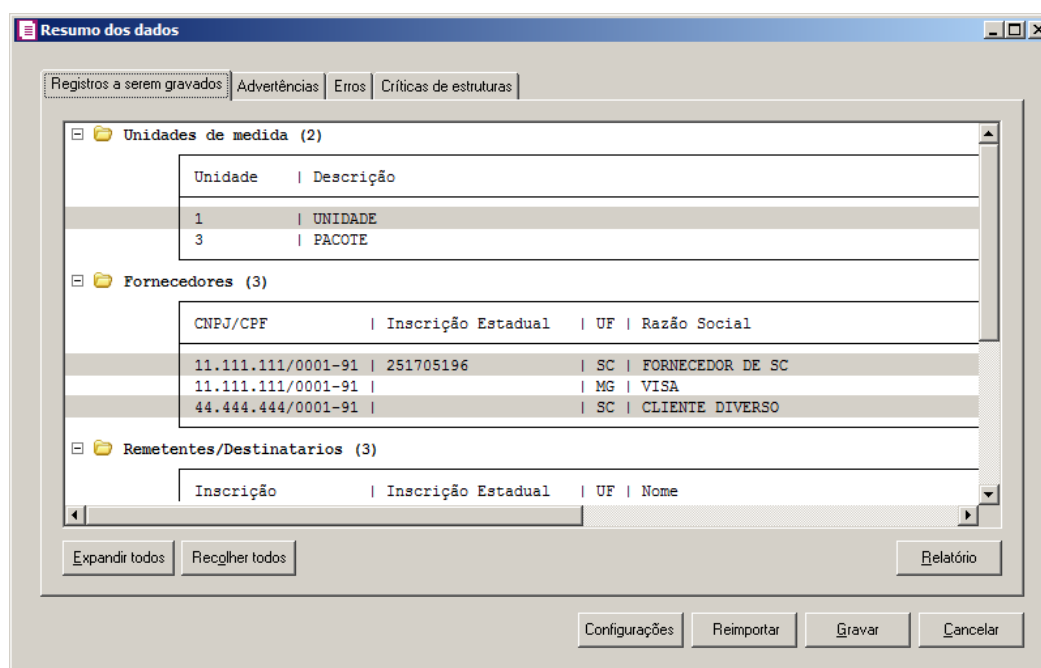 Resumo dos dados
Registros a serem gravados Advertências Erros Críticas de estruturas
Unidades de medida (2)
Unidade | Descrição
1 | UNIDADE
3 | PACOTE
Fornecedores (3)
CNPJ/CPF | Inscrição Estadual | UF | Razão Social
11.111.111/0001-91 | 251705196 | SC | FORNECEDOR DE SC
11.111.111/0001-91 | | MG | VISA
44.444.444/0001-91 | | SC | CLIENTE DIVERSO
Remetentes/Destinatarios (3)
Inscrição | Inscrição Estadual | UF | Nome
Expandir todos Recolher todos Relatório
Configurações Reimportar Gravar Cancelar